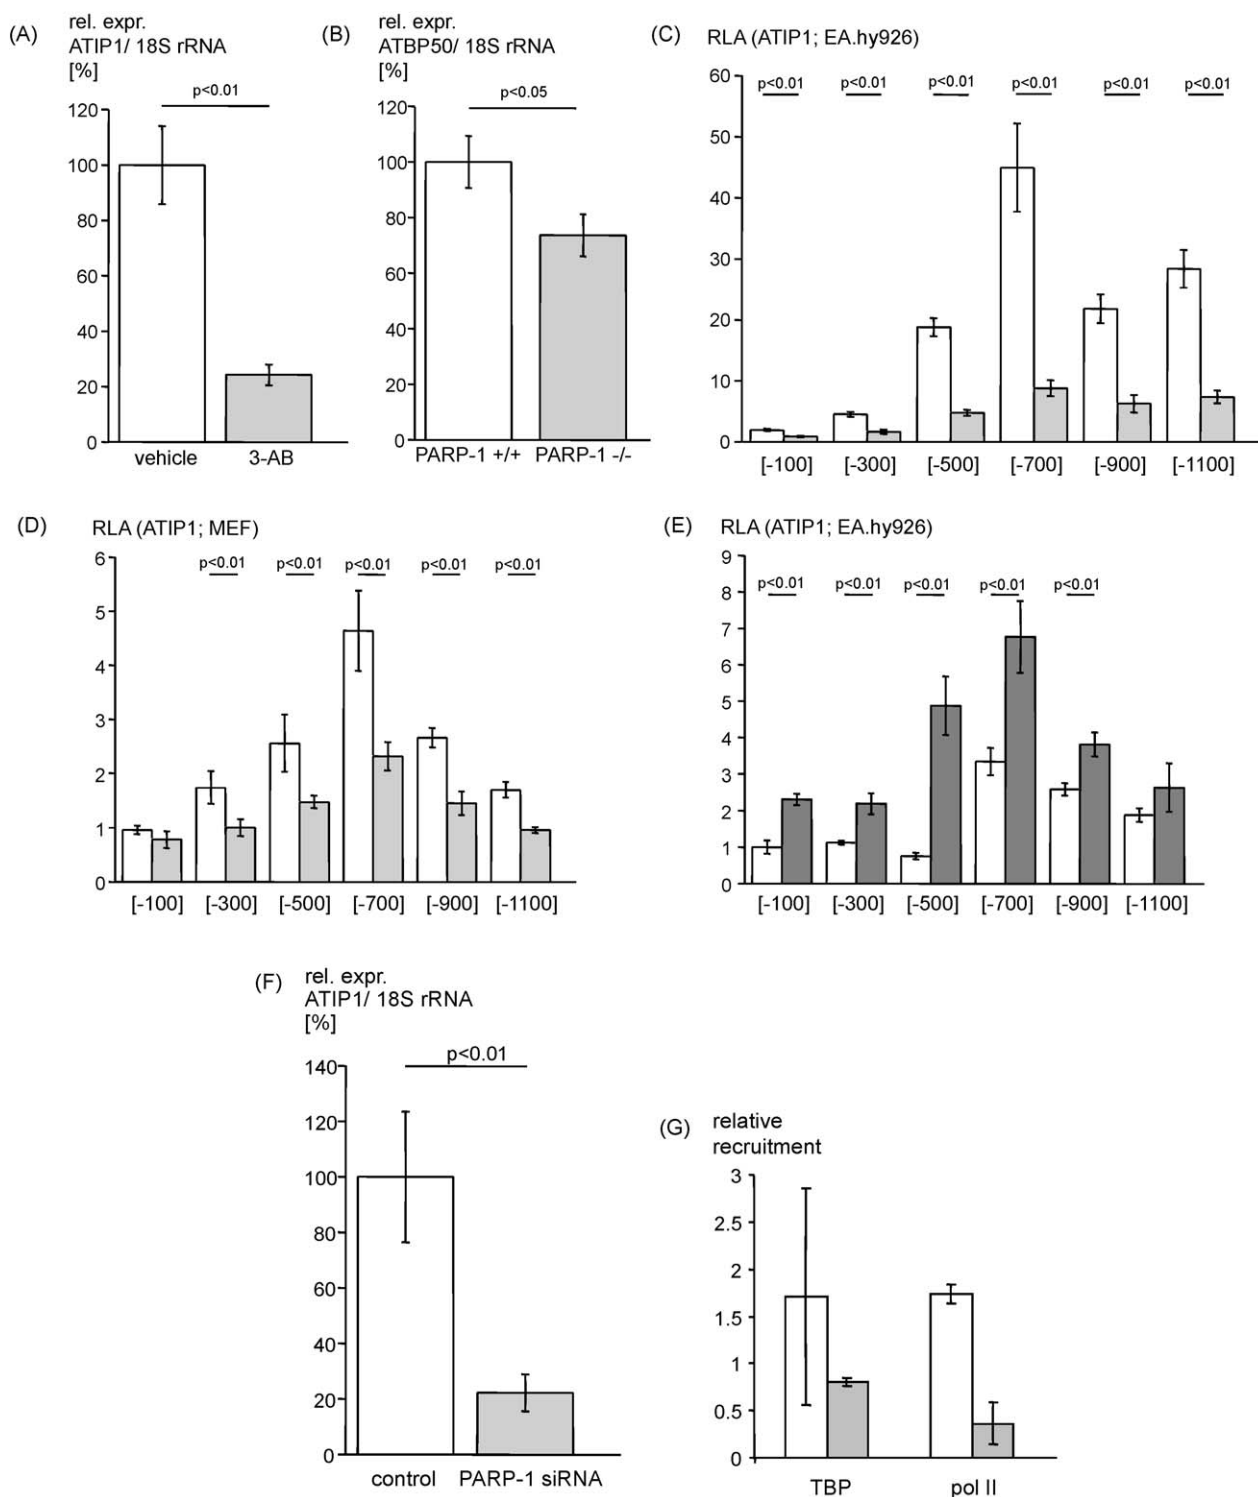 (A)
rel. expr.
ATIP1/ 18S rRNA
[%]
p<0.01
120
100
80
60
40
20
0
vehicle 3-AB
(B)
rel. expr.
ATBP50/ 18S rRNA
[%]
p<0.05
120
100
80
60
40
20
0
PARP-1 +/+ PARP-1 -/-
(C) RLA (ATIP1; EA.hy926)
60
50
40
30
20
10
0
p<0.01 p<0.01 p<0.01 p<0.01 p<0.01 p<0.01
[-100] [-300] [-500] [-700] [-900] [-1100]
(D) RLA (ATIP1; MEF)
6
5
4
3
2
1
0
p<0.01 p<0.01 p<0.01 p<0.01 p<0.01
[-100] [-300] [-500] [-700] [-900] [-1100]
(E) RLA (ATIP1; EA.hy926)
9
8
7
6
5
4
3
2
1
0
p<0.01 p<0.01 p<0.01 p<0.01 p<0.01
[-100] [-300] [-500] [-700] [-900] [-1100]
(F)
rel. expr.
ATIP1/ 18S rRNA
[%]
p<0.01
140
120
100
80
60
40
20
0
control PARP-1 siRNA
(G) relative
recruitment
3
2.5
2
1.5
1
0.5
0
TBP pol II